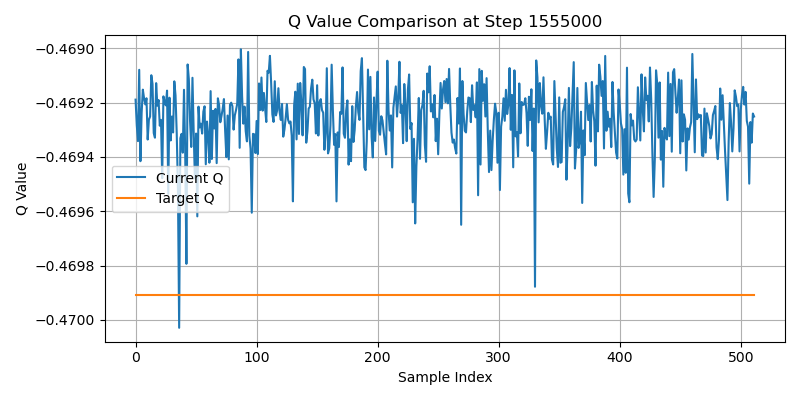 Q Value Comparison at Step 1555000
−0.4690
−0.4692
−0.4694
−0.4696
−0.4698
−0.4700
Q Value
Current Q
Target Q
0
100
200
300
400
500
Sample Index